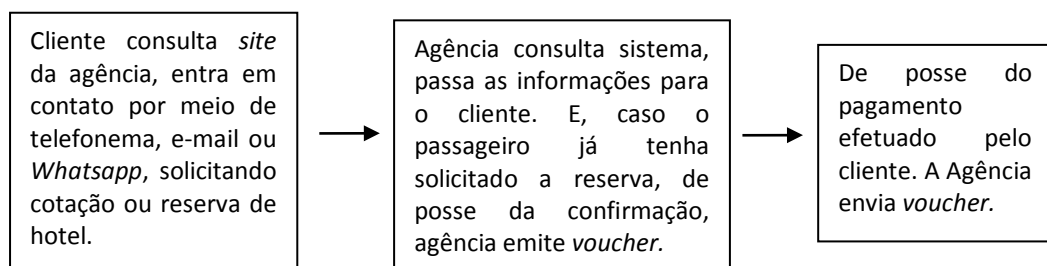 Cliente consulta site
da agência, entra em
contato por meio de
telefonema, e-mail ou
Whatsapp, solicitando
cotação ou reserva de
hotel.
Agência consulta sistema,
passa as informações para
o cliente. E, caso o
passageiro já tenha
solicitado a reserva, de
posse da confirmação,
agência emite voucher.
De posse do
pagamento
efetuado pelo
cliente. A Agência
envia voucher.